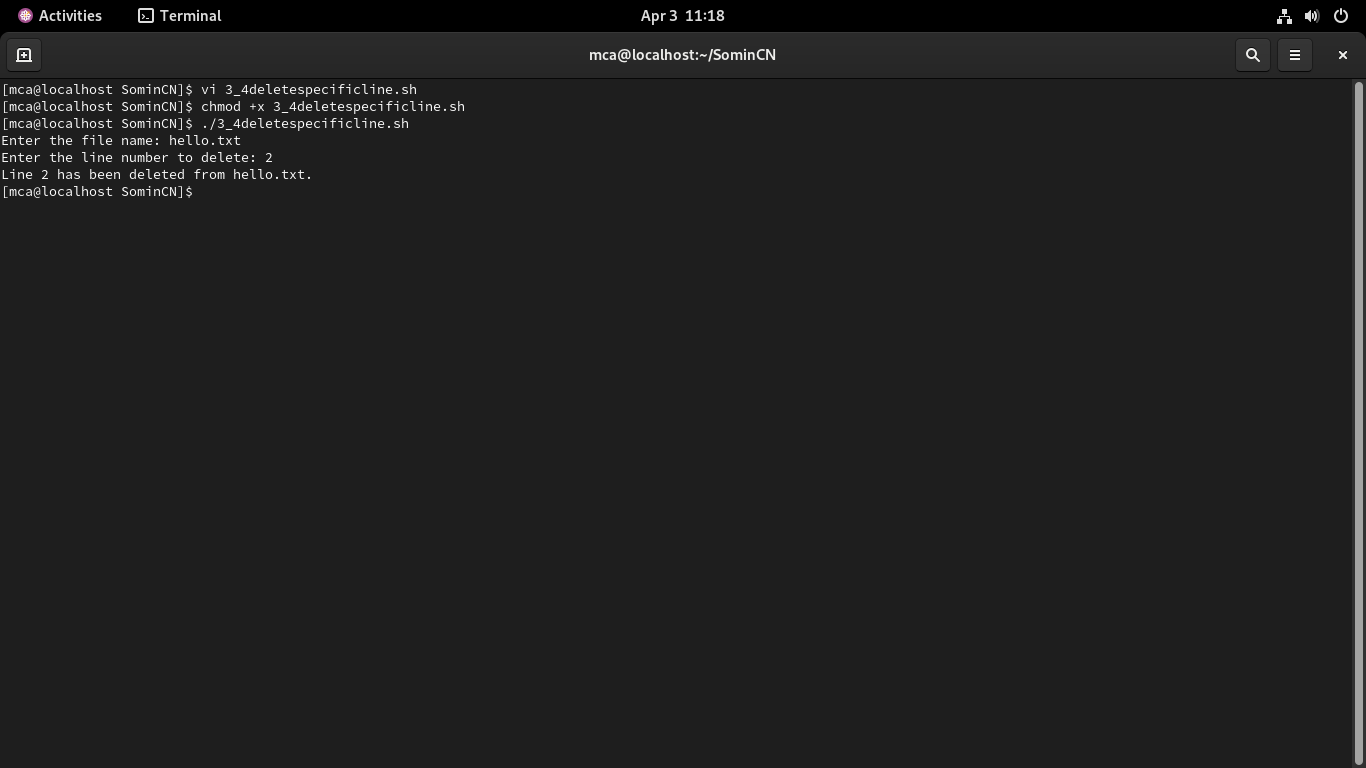 Activities Terminal Apr 3 11:18
mca@localhost:~/SominCN
[mca@localhost SominCN]$ vi 3_4deletespecificline.sh
[mca@localhost SominCN]$ chmod +x 3_4deletespecificline.sh
[mca@localhost SominCN]$ ./3_4deletespecificline.sh
Enter the file name: hello.txt
Enter the line number to delete: 2
Line 2 has been deleted from hello.txt.
[mca@localhost SominCN]$